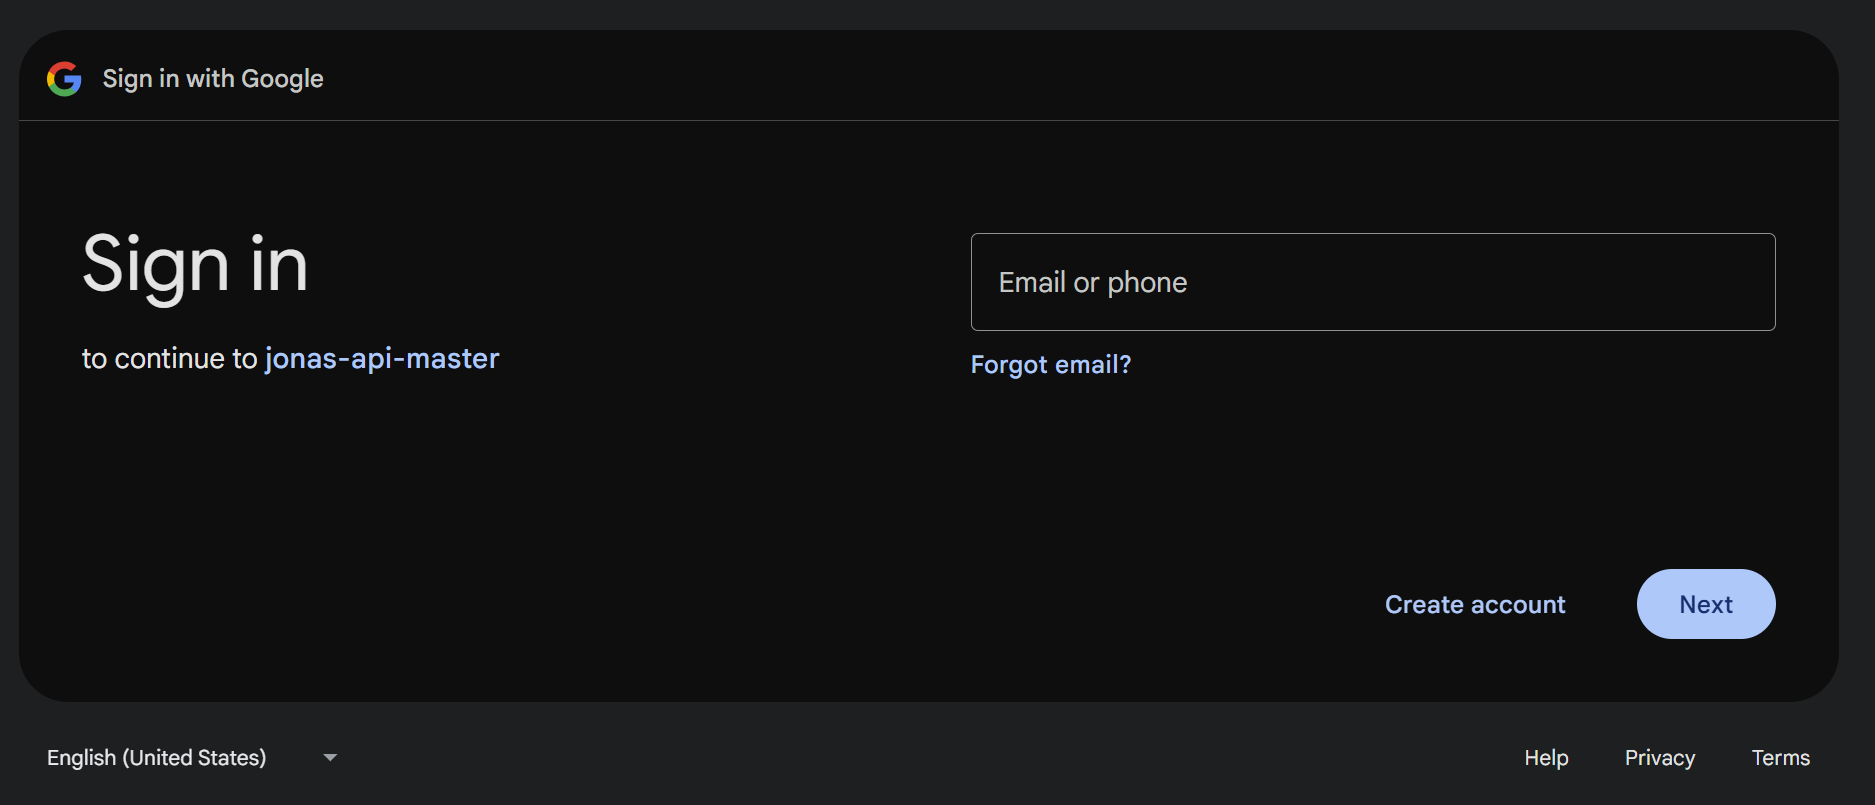 Sign in with Google
Sign in
to continue to jonas-api-master
Email or phone
Forgot email?
Create account
Next
English (United States)
Help
Privacy
Terms